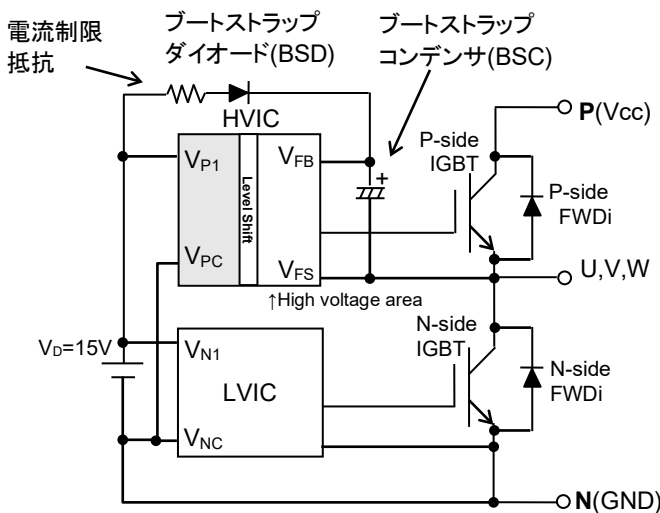 電流制限
抵抗
ブートストラップ
ダイオード(BSD)
ブートストラップ
コンデンサ(BSC)
HVIC
P(Vcc)
P-side
IGBT
P-side
FWDi
VP1
VFB
Level Shift
+
VPC
VFS
U,V,W
↑High voltage area
N-side
IGBT
VD=15V
VN1
LVIC
N-side
FWDi
VNC
N(GND)